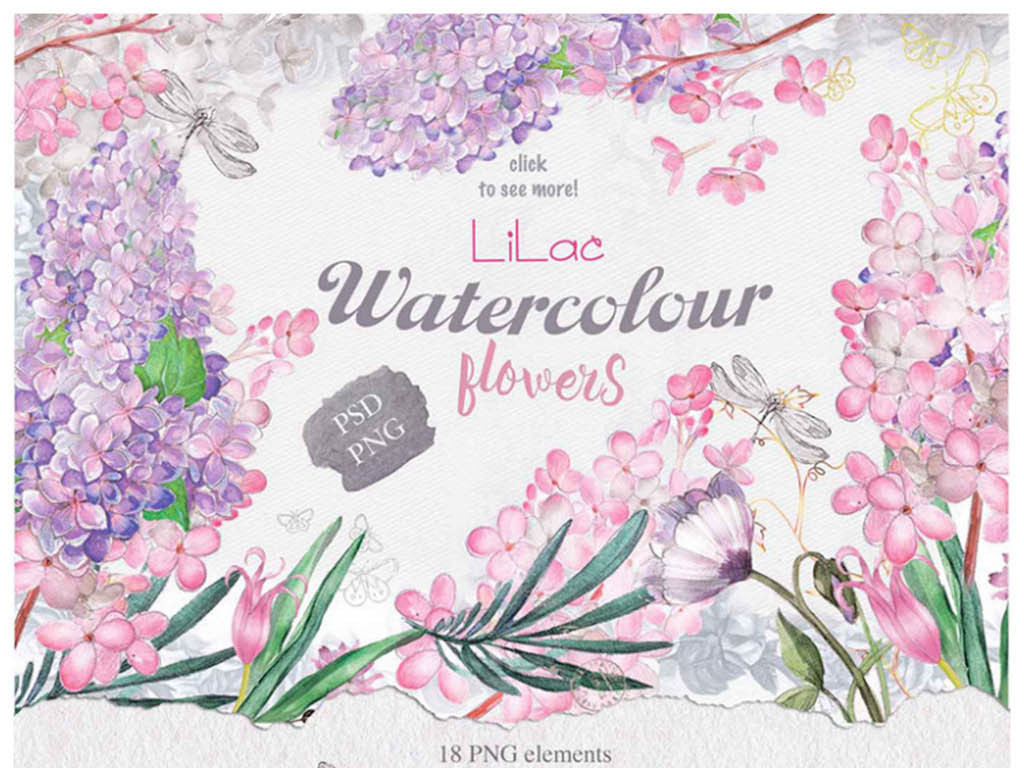 click
to see more!
LiLac
Watercolour
flowers
PSD
PNG
18 PNG elements